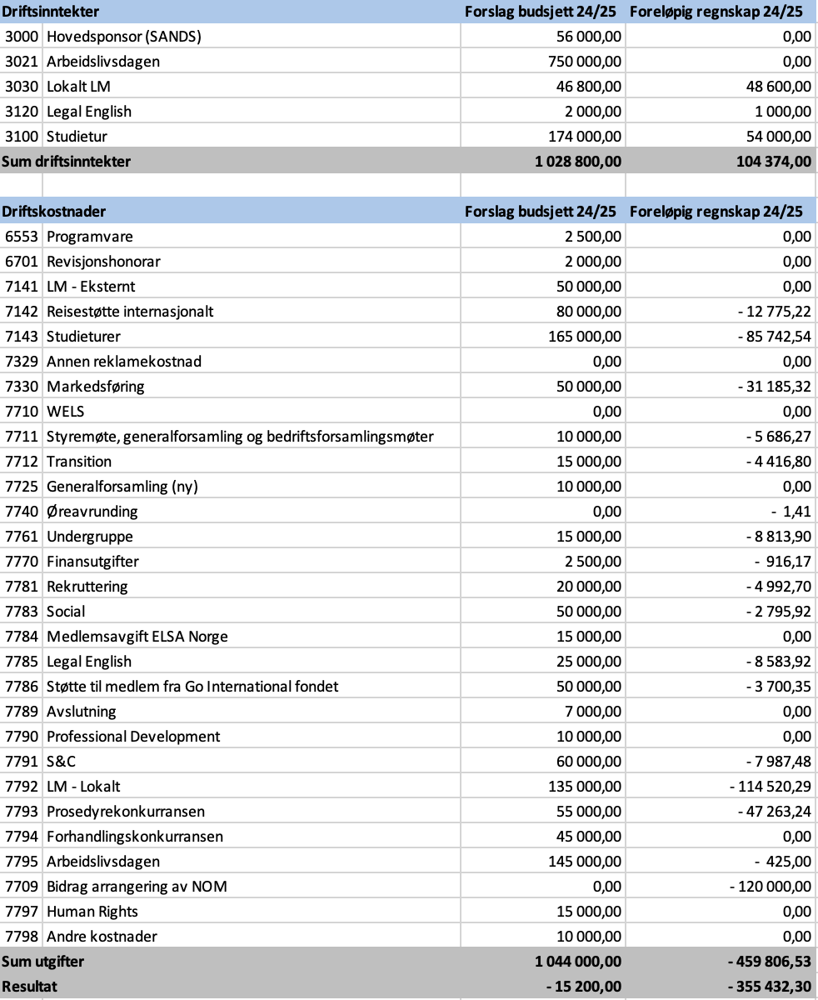 Driftsinntekter Forslag budsjett 24/25 Foreløpig regnskap 24/25
3000 Hovedsponsor (SANDS) 56 000,00 0,00
3021 Arbeidslivsdagen 750 000,00 0,00
3030 Lokalt LM 46 800,00 48 600,00
3120 Legal English 2 000,00 1 000,00
3100 Studietur 174 000,00 54 000,00
Sum driftsinntekter 1 028 800,00 104 374,00
Driftskostnader Forslag budsjett 24/25 Foreløpig regnskap 24/25
6553 Programvare 2 500,00 0,00
6701 Revisjonshonorar 2 000,00 0,00
7141 LM - Eksternt 50 000,00 0,00
7142 Reisestøtte internasjonalt 80 000,00 - 12 775,22
7143 Studieturer 165 000,00 - 85 742,54
7329 Annen reklamekostnad 0,00 0,00
7330 Markedsføring 50 000,00 - 31 185,32
7710 WELS 0,00 0,00
7711 Styremøte, generalforsamling og bedriftsforsamlingsmøter 10 000,00 - 5 686,27
7712 Transition 15 000,00 - 4 416,80
7725 Generalforsamling (ny) 10 000,00 0,00
7740 Øreavrunding 0,00 - 1,41
7761 Undergruppe 15 000,00 - 8 813,90
7770 Finansutgifter 2 500,00 - 916,17
7781 Rekruttering 20 000,00 - 4 992,70
7783 Social 50 000,00 - 2 795,92
7784 Medlemsavgift ELSA Norge 15 000,00 0,00
7785 Legal English 25 000,00 - 8 583,92
7786 Støtte til medlem fra Go International fondet 50 000,00 - 3 700,35
7789 Avslutning 7 000,00 0,00
7790 Professional Development 10 000,00 0,00
7791 S&C 60 000,00 - 7 987,48
7792 LM - Lokalt 135 000,00 - 114 520,29
7793 Prosedyrekonkurransen 55 000,00 - 47 263,24
7794 Forhandlingskonkurransen 45 000,00 0,00
7795 Arbeidslivsdagen 145 000,00 - 425,00
7709 Bidrag arrangering av NOM 0,00 - 120 000,00
7797 Human Rights 15 000,00 0,00
7798 Andre kostnader 10 000,00 0,00
Sum utgifter 1 044 000,00 - 459 806,53
Resultat - 15 200,00 - 355 432,30